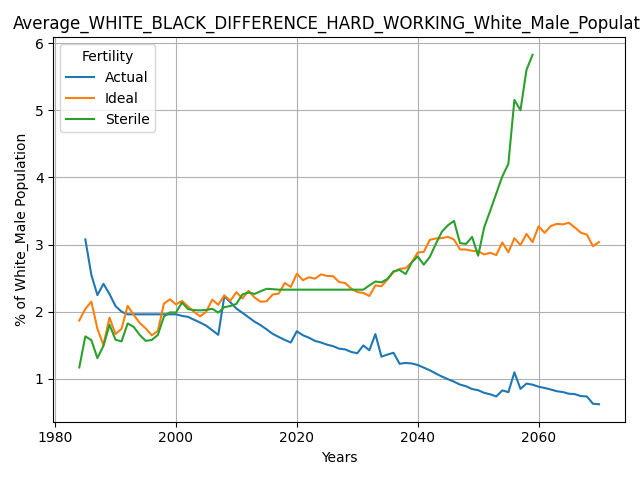 Average_WHITE_BLACK_DIFFERENCE_HARD_WORKING_White_Male_Populat
6
5
4
3
2
1
% of White_Male Population
Fertility
Actual
Ideal
Sterile
1980 2000 2020 2040 2060
Years